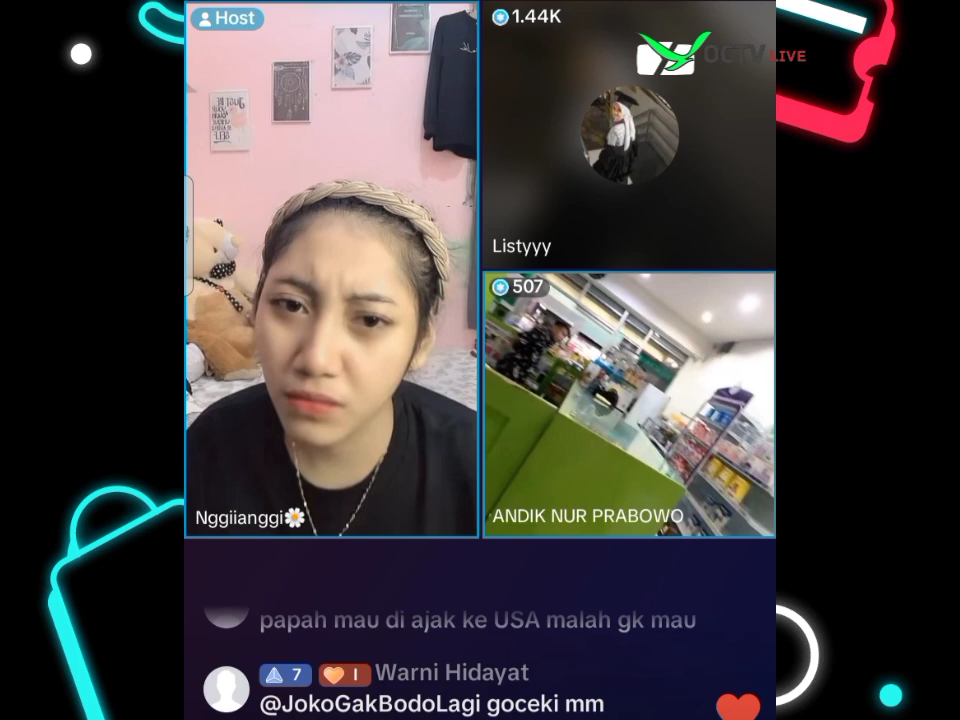 Host
1.44K
OCTV LIVE
Listyyy
Nggiianggi🌼
507
ANDIK NUR PRABOWO
papah mau di ajak ke USA malah gk mau
7 I Warni Hidayat
@JokoGakBodoLagi goceki mm